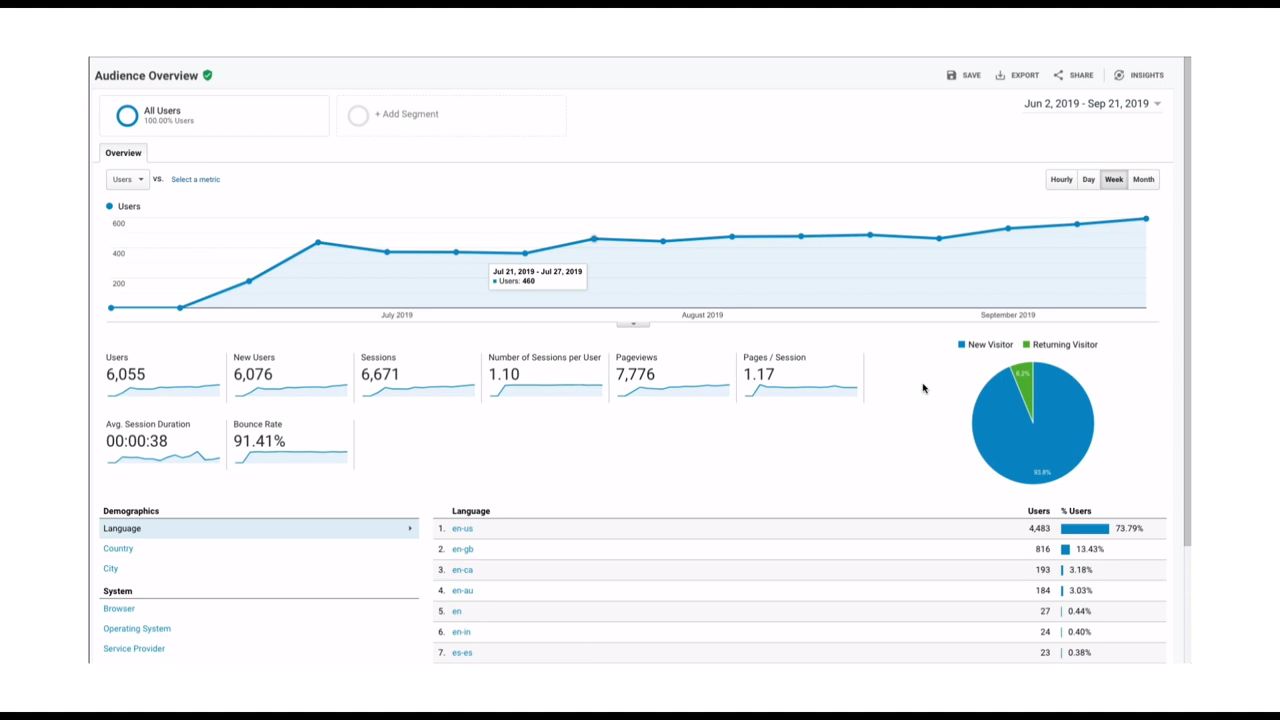 Audience Overview
SAVE EXPORT SHARE INSIGHTS
All Users
100.00% Users
+ Add Segment
Jun 2, 2019 - Sep 21, 2019
Overview
Users VS. Select a metric
Hourly Day Week Month
Users
600
400
200
Jul 21, 2019 - Jul 27, 2019
Users: 460
July 2019 August 2019 September 2019
New Visitor Returning Visitor
6.2%
93.8%
Users New Users Sessions Number of Sessions per User Pageviews Pages / Session
6,055 6,076 6,671 1.10 7,776 1.17
Avg. Session Duration Bounce Rate
00:00:38 91.41%
Demographics
Language
Country
City
System
Browser
Operating System
Service Provider
Language Users % Users
1. en-us 4,483 73.79%
2. en-gb 816 13.43%
3. en-ca 193 3.18%
4. en-au 184 3.03%
5. en 27 0.44%
6. en-in 24 0.40%
7. es-es 23 0.38%